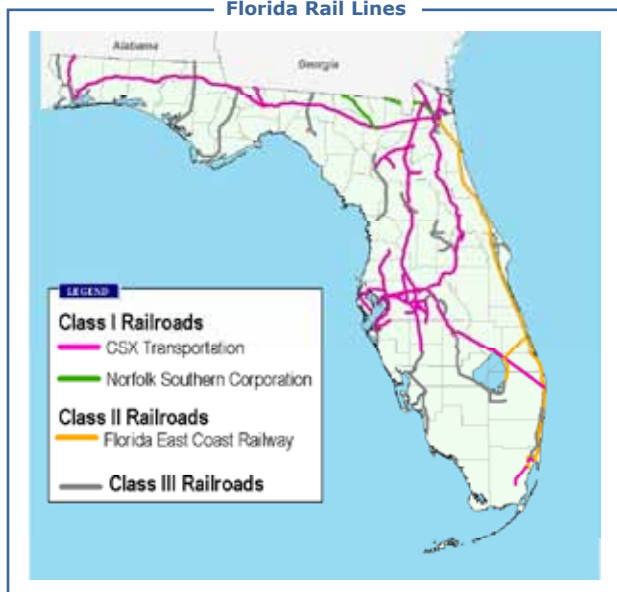 Florida Rail Lines
Alabama
Georgia
LEGEND
Class I Railroads
CSX Transportation
Norfolk Southern Corporation
Class II Railroads
Florida East Coast Railway
Class III Railroads